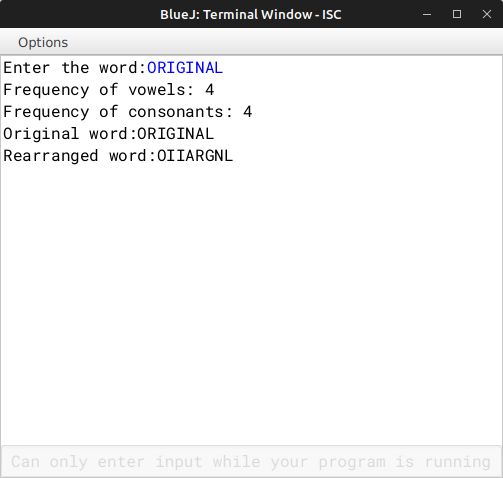 BlueJ: Terminal Window - ISC
Options
Enter the word:ORIGINAL
Frequency of vowels: 4
Frequency of consonants: 4
Original word:ORIGINAL
Rearranged word:OIIARGNL
Can only enter input while your program is running